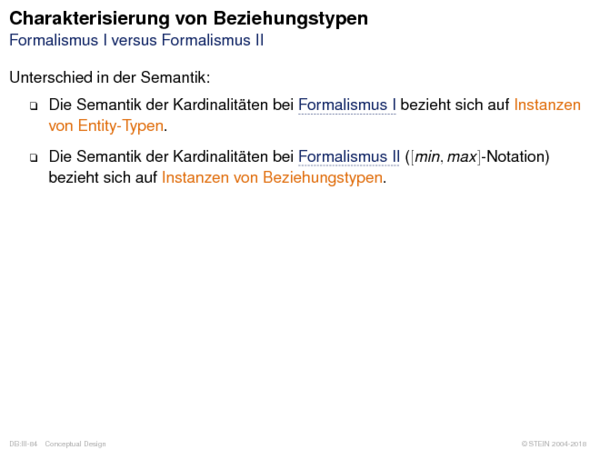 Charakterisierung von Beziehungstypen
Formalismus I versus Formalismus II
Unterschied in der Semantik:
❑ Die Semantik der Kardinalitäten bei Formalismus I bezieht sich auf Instanzen
von Entity-Typen.
❑ Die Semantik der Kardinalitäten bei Formalismus II ([min, max]-Notation)
bezieht sich auf Instanzen von Beziehungstypen.
DB:III-64 Conceptual Design © STEIN 2004-2018